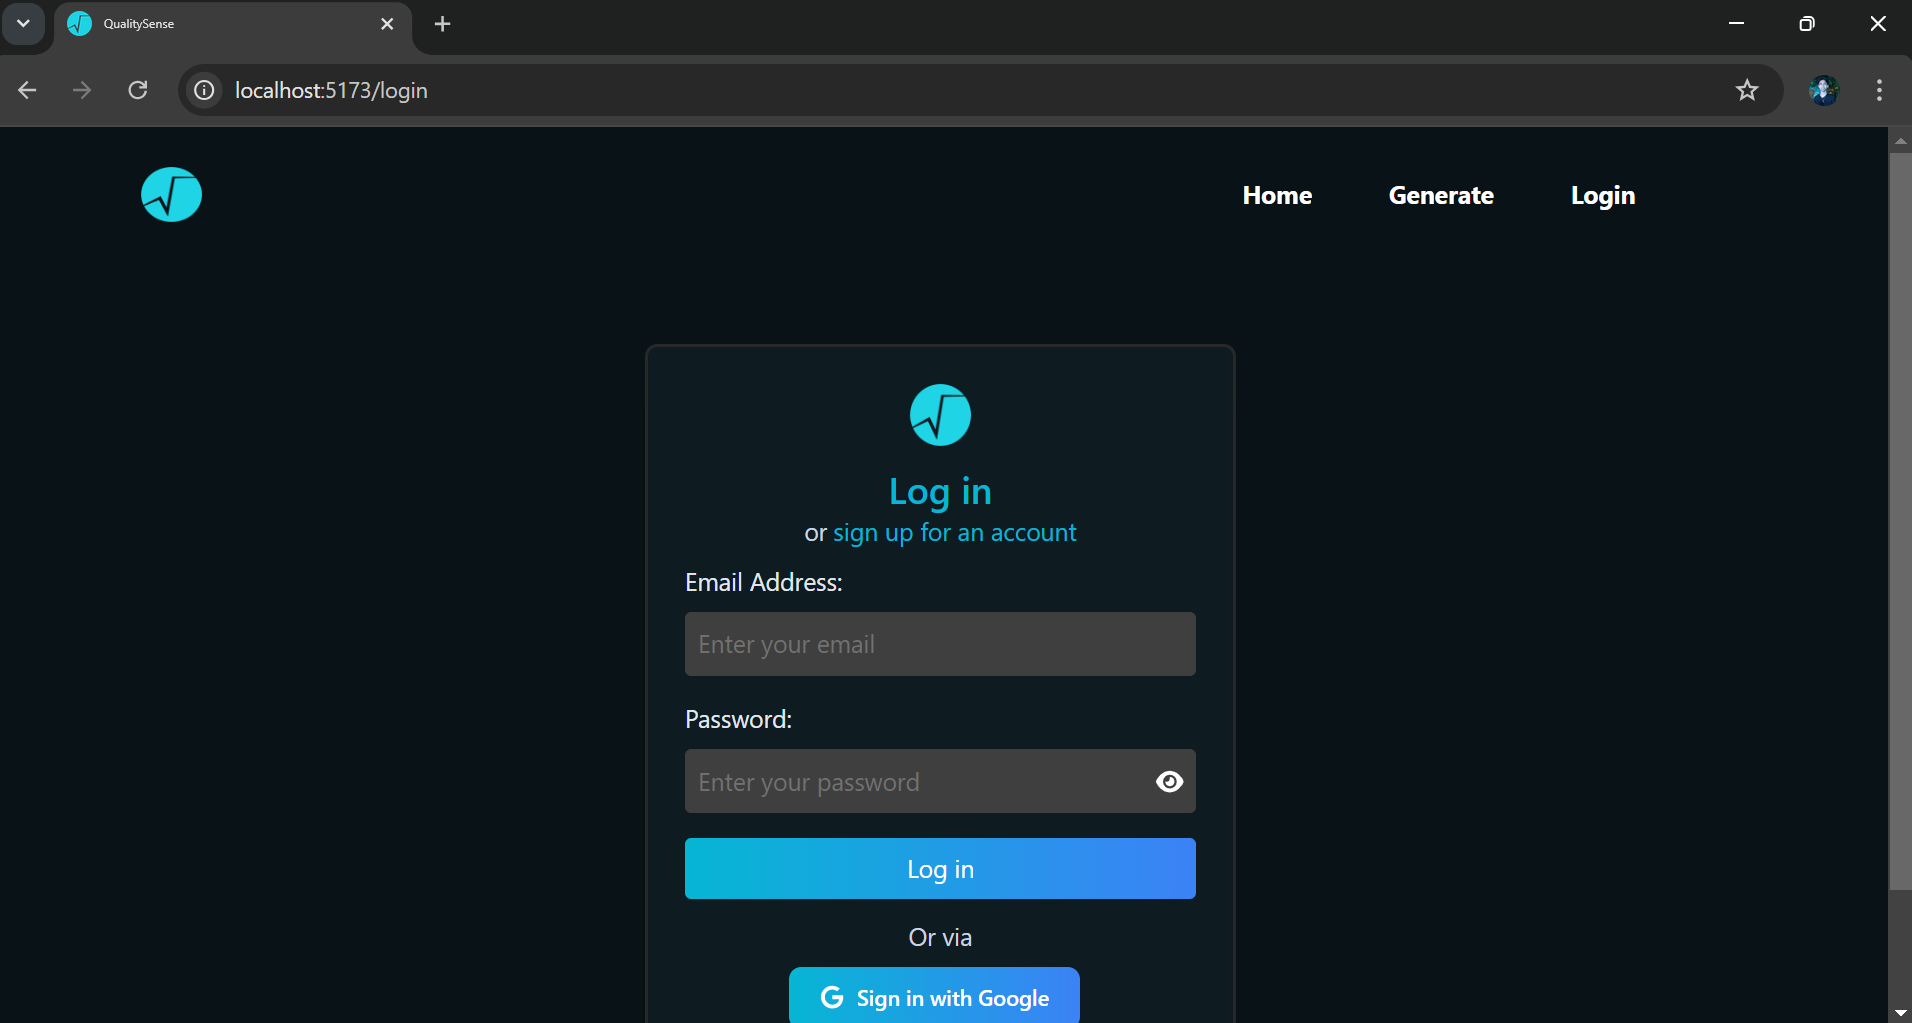 QualitySense
localhost:5173/login
Home Generate Login
Log in
or sign up for an account
Email Address:
Enter your email
Password:
Enter your password
Log in
Or via
G Sign in with Google